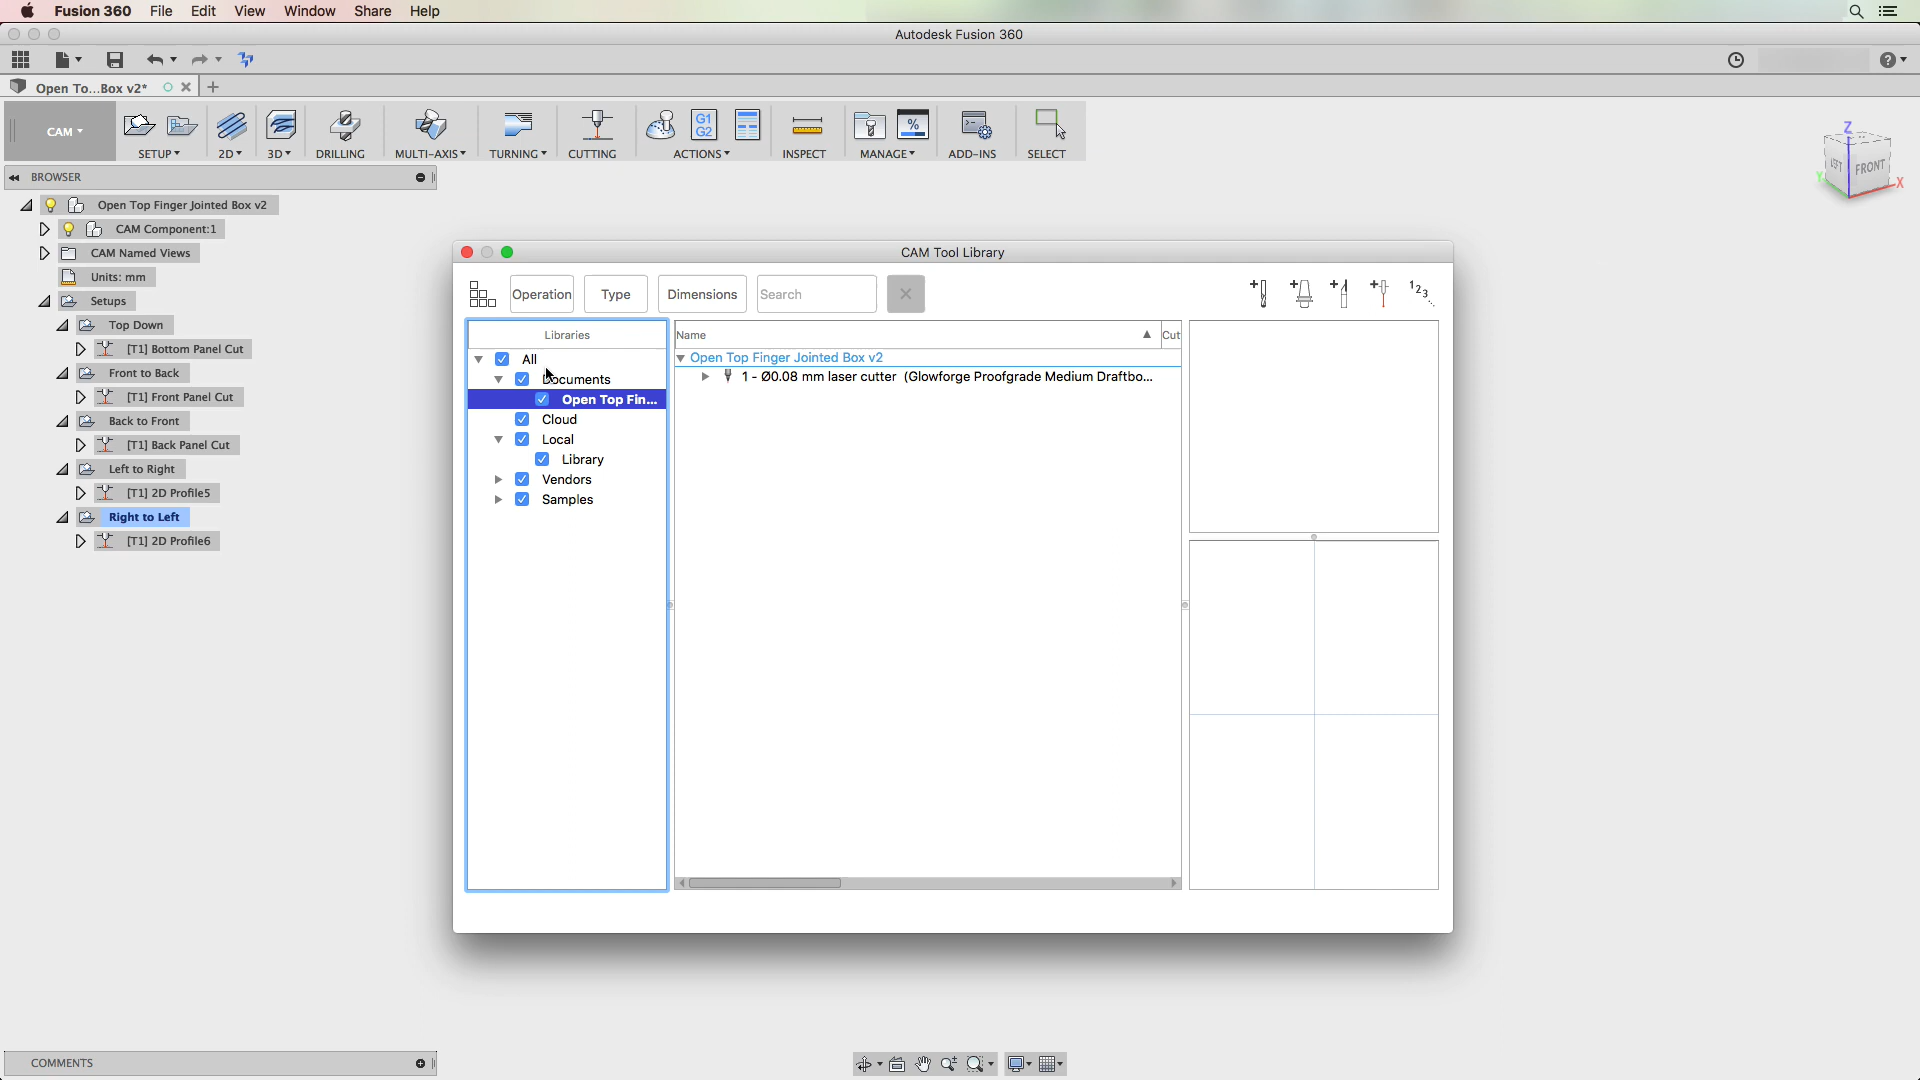 Fusion 360 File Edit View Window Share Help
Autodesk Fusion 360
Open To...Box v2*
CAM
SETUP 2D 3D DRILLING MULTI-AXIS TURNING CUTTING ACTIONS INSPECT MANAGE ADD-INS SELECT
G1
G2
%
Z
LEFT FRONT
Y X
BROWSER
Open Top Finger Jointed Box v2
CAM Component:1
CAM Named Views
Units: mm
Setups
Top Down
[T1] Bottom Panel Cut
Front to Back
[T1] Front Panel Cut
Back to Front
[T1] Back Panel Cut
Left to Right
[T1] 2D Profile5
Right to Left
[T1] 2D Profile6
CAM Tool Library
Operation Type Dimensions Search
123
Libraries
All
Documents
Open Top Fin...
Cloud
Local
Library
Vendors
Samples
Name Cut
Open Top Finger Jointed Box v2
1 - Ø0.08 mm laser cutter (Glowforge Proofgrade Medium Draftbo...
COMMENTS